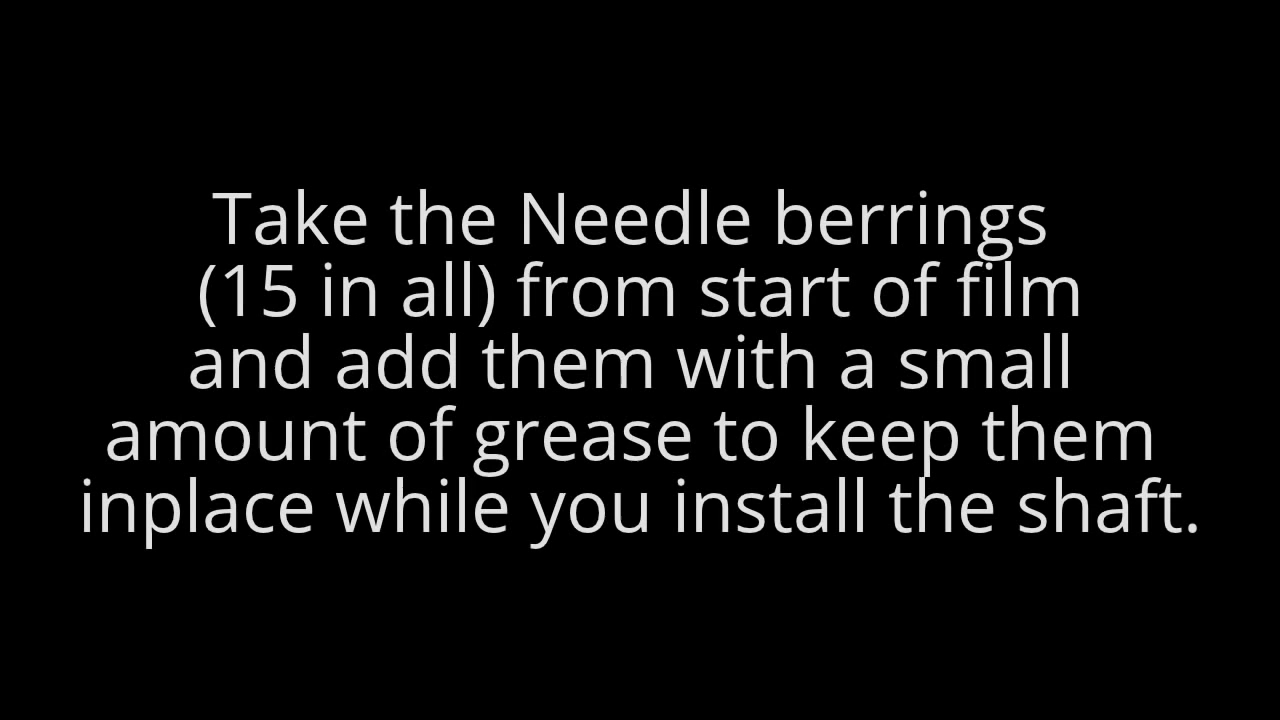 Take the Needle berrings
(15 in all) from start of film
and add them with a small
amount of grease to keep them
inplace while you install the shaft.